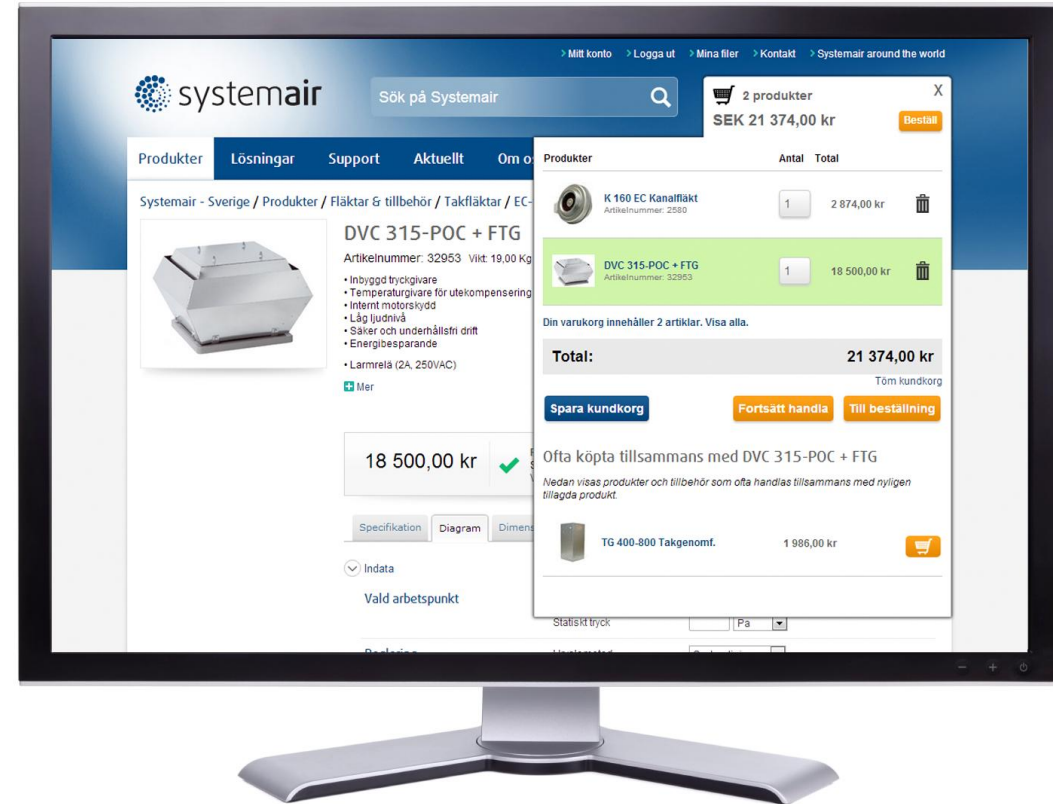 > Mitt konto > Logga ut > Mina filer > Kontakt > Systemair around the world
systemair
Sök på Systemair
2 produkter
X
SEK 21 374,00 kr
Beställ
Produkter Lösningar Support Aktuellt Om o
Produkter Antal Total
Systemair - Sverige / Produkter / Fläktar & tillbehör / Takfläktar / EC-
K 160 EC Kanalfläkt
Artikelnummer: 2580
1
2 874,00 kr
DVC 315-POC + FTG
Artikelnummer: 32953 Vikt: 19,00 Kg
• Inbyggd tryckgivare
• Temperaturgivare för utekompensering
• Internt motorskydd
• Låg ljudnivå
• Säker och underhållsfri drift
• Energibesparande
• Larmrelä (2A, 250VAC)
Mer
DVC 315-POC + FTG
Artikelnummer: 32953
1
18 500,00 kr
Din varukorg innehåller 2 artiklar. Visa alla.
Total: 21 374,00 kr
Töm kundkorg
Spara kundkorg Fortsätt handla Till beställning
18 500,00 kr
Ofta köpta tillsammans med DVC 315-POC + FTG
Nedan visas produkter och tillbehör som ofta handlas tillsammans med nyligen
tillagda produkt.
Specifikation Diagram Dimens
TG 400-800 Takgenomf. 1 986,00 kr
Indata
Vald arbetspunkt
Statiskt tryck Pa